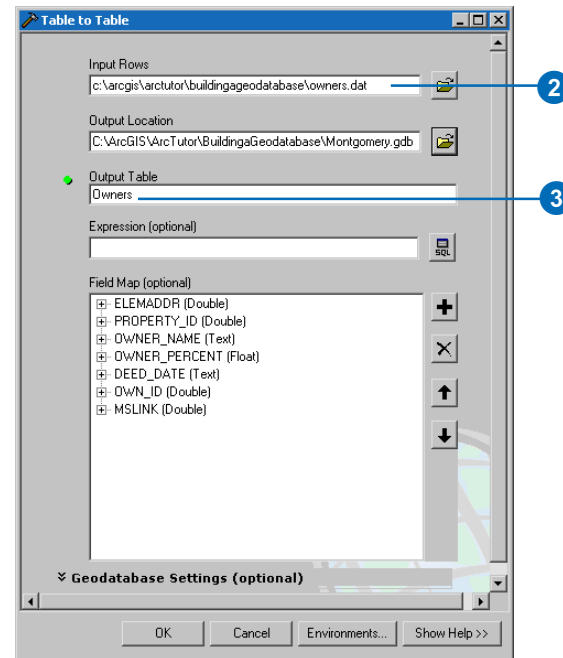 Table to Table
Input Rows
c:\arcgis\arctutor\buildingageodatabase\owners.dat
2
Output Location
C:\ArcGIS\ArcTutor\BuildingaGeodatabase\Montgomery.gdb
Output Table
Owners
3
Expression (optional)
SQL
Field Map (optional)
ELEMADDR (Double)
PROPERTY_ID (Double)
OWNER_NAME (Text)
OWNER_PERCENT (Float)
DEED_DATE (Text)
OWN_ID (Double)
MSLINK (Double)
Geodatabase Settings (optional)
OK Cancel Environments... Show Help >>